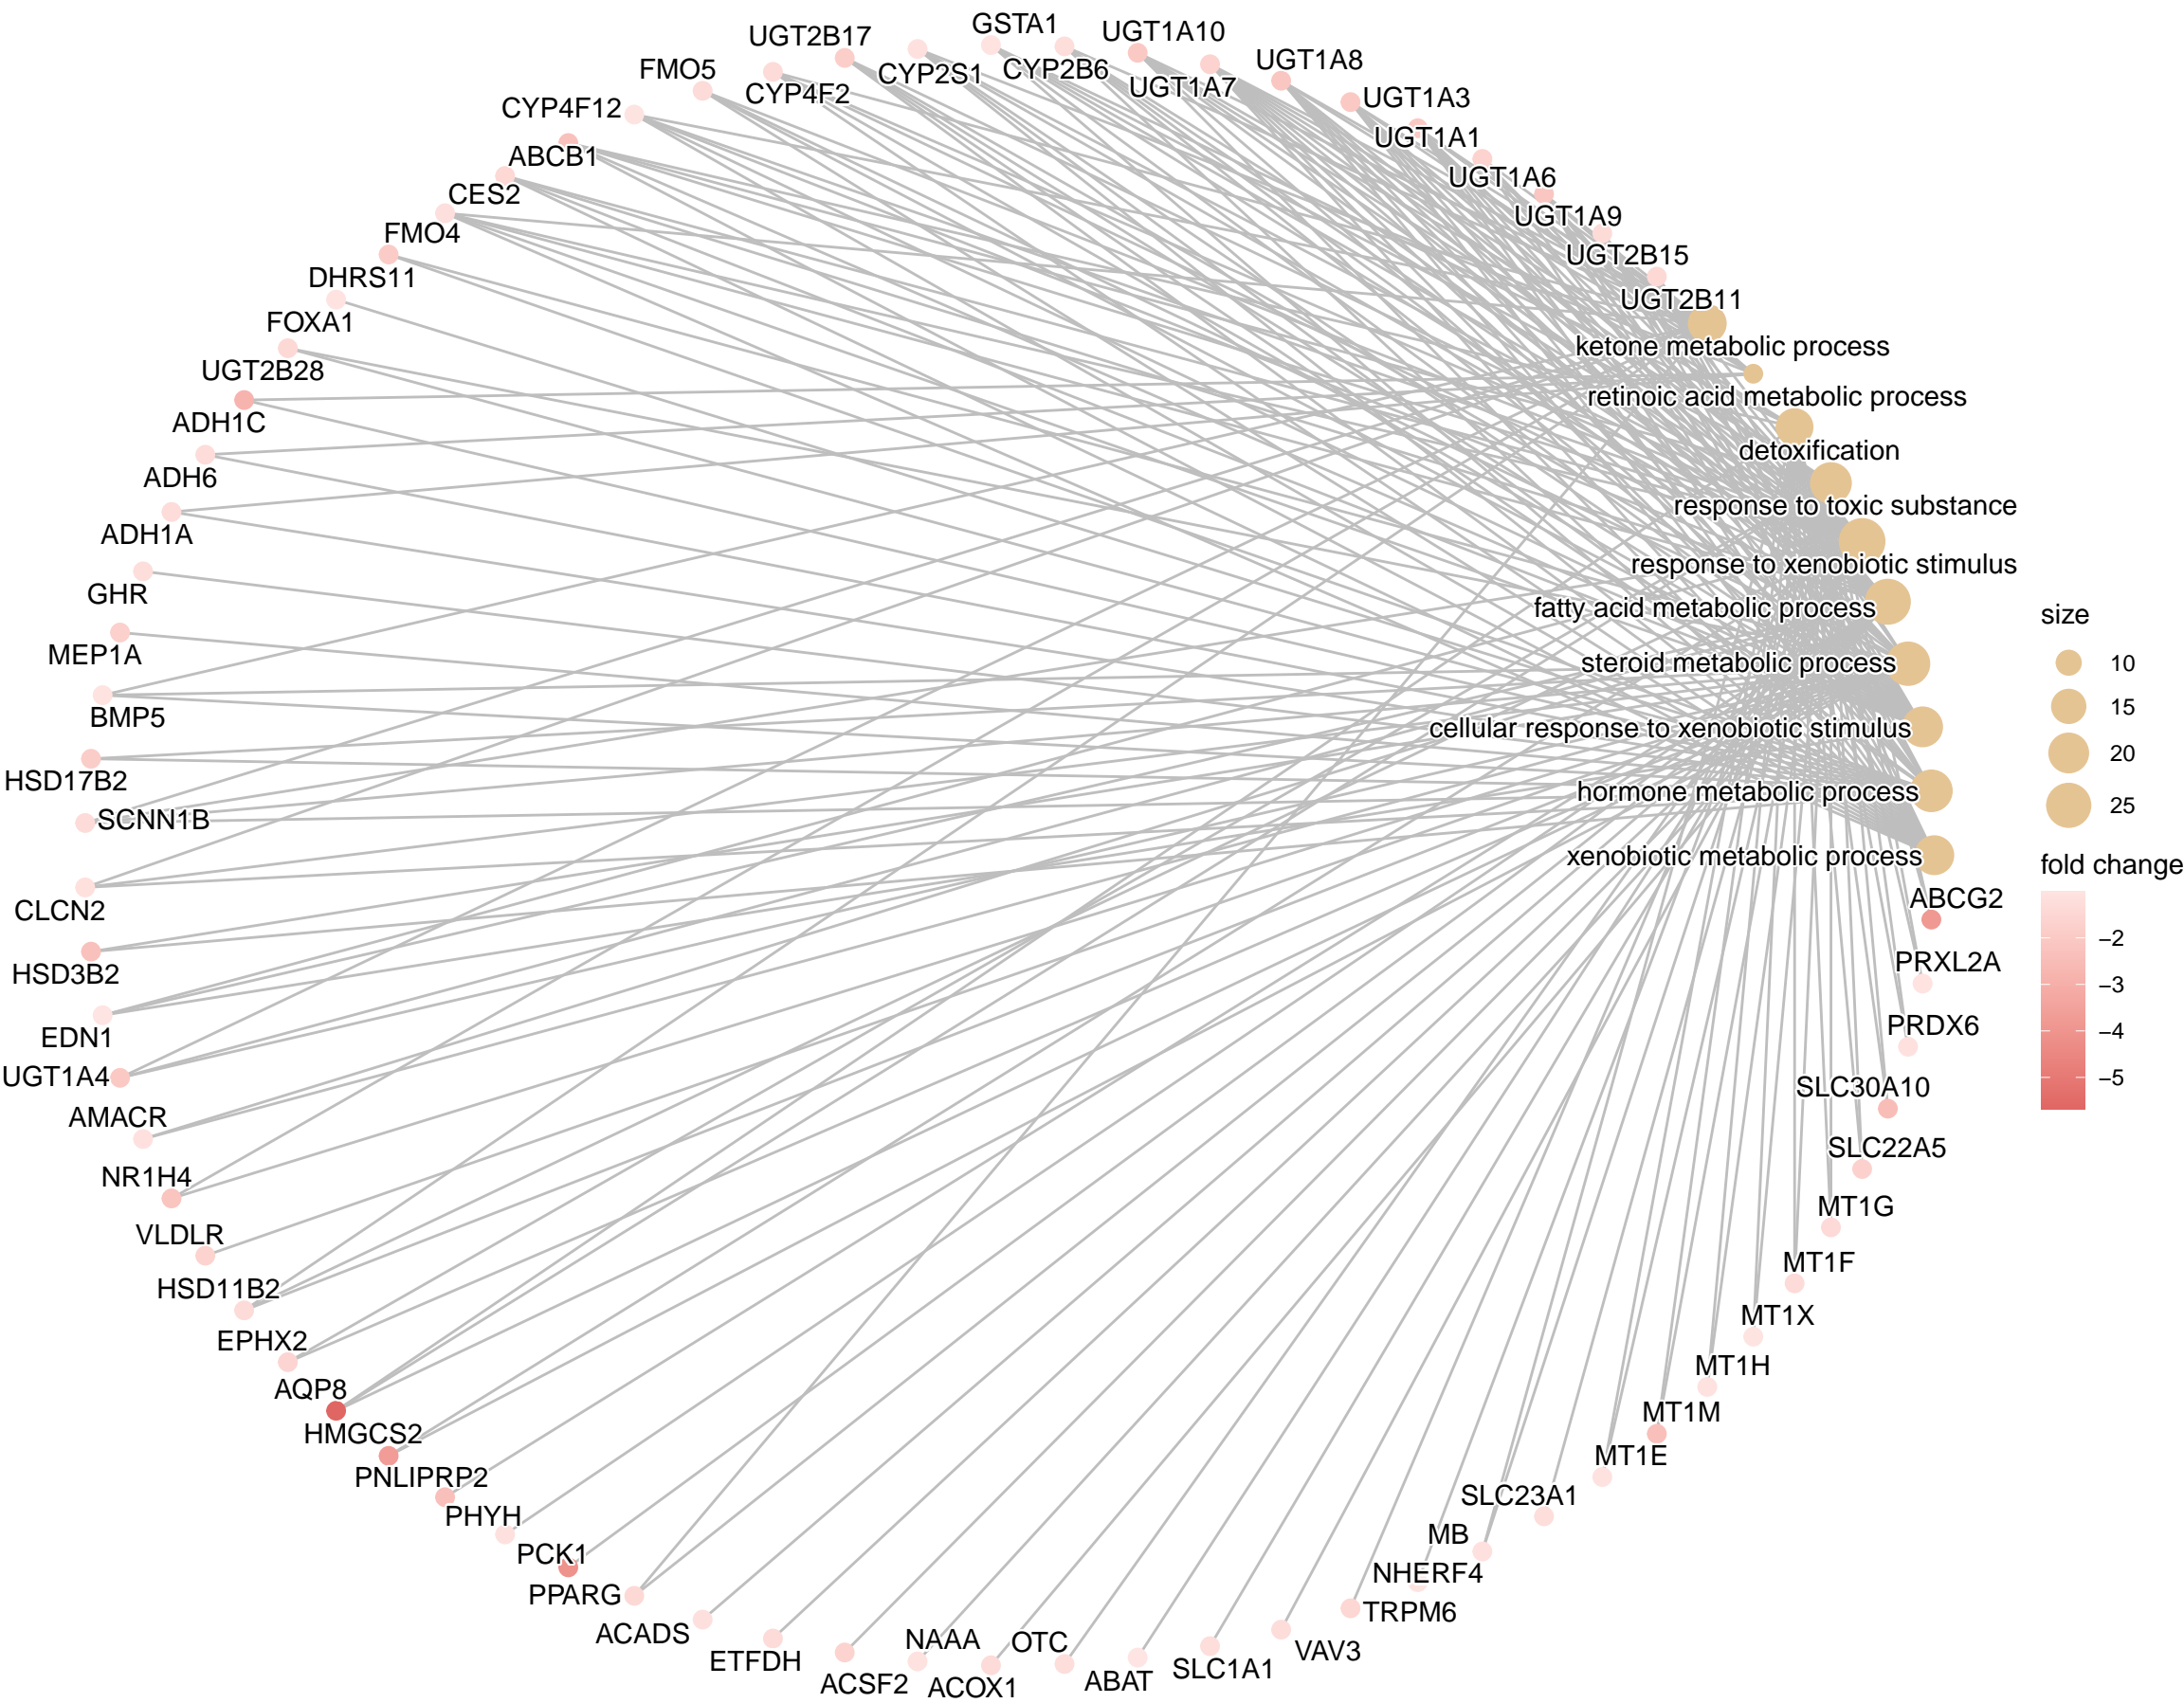 GSTA1
UGT2B17
UGT1A10
UGT1A8
FMO5
CYP2S1
CYP2B6
CYP4F2
UGT1A7
UGT1A3
CYP4F12
UGT1A1
ABCB1
UGT1A6
CES2
UGT1A9
FMO4
UGT2B15
DHRS11
UGT2B11
FOXA1
ketone metabolic process
UGT2B28
retinoic acid metabolic process
ADH1C
detoxification
ADH6
response to toxic substance
ADH1A
response to xenobiotic stimulus
GHR
fatty acid metabolic process
MEP1A
steroid metabolic process
BMP5
cellular response to xenobiotic stimulus
HSD17B2
hormone metabolic process
SCNN1B
xenobiotic metabolic process
CLCN2
ABCG2
HSD3B2
PRXL2A
EDN1
PRDX6
UGT1A4
SLC30A10
AMACR
SLC22A5
NR1H4
MT1G
VLDLR
MT1F
HSD11B2
MT1X
EPHX2
MT1H
AQP8
MT1M
HMGCS2
MT1E
PNLIPRP2
SLC23A1
PHYH
MB
PCK1
NHERF4
PPARG
TRPM6
ACADS
NAAA
OTC
VAV3
ETFDH
SLC1A1
ACSF2
ACOX1
ABAT
size
10
15
20
25
fold change
−2
−3
−4
−5